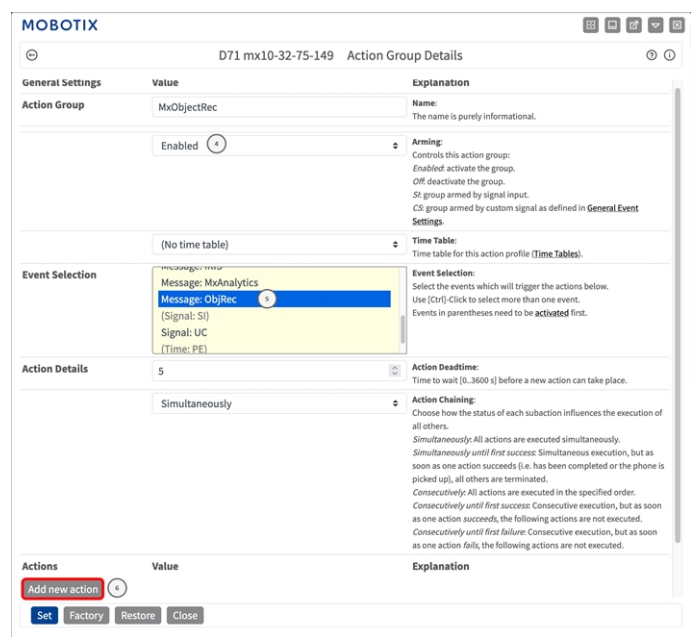 MOBOTIX
D71 mx10-32-75-149 Action Group Details
General Settings Value Explanation
Action Group
MxObjectRec
Name:
The name is purely informational.
Enabled 4
Arming:
Controls this action group:
Enabled: activate the group.
Off: deactivate the group.
SI: group armed by signal input.
CS: group armed by custom signal as defined in General Event
Settings.
(No time table)
Time Table:
Time table for this action profile (Time Tables).
Event Selection
Message: IRIS
Message: MxAnalytics
Message: ObjRec 5
(Signal: SI)
Signal: UC
(Time: PE)
Event Selection:
Select the events which will trigger the actions below.
Use [Ctrl]-Click to select more than one event.
Events in parentheses need to be activated first.
Action Details
5
Action Deadtime:
Time to wait [0..3600 s] before a new action can take place.
Simultaneously
Action Chaining:
Choose how the status of each subaction influences the execution of
all others.
Simultaneously: All actions are executed simultaneously.
Simultaneously until first success: Simultaneous execution, but as
soon as one action succeeds (i.e. has been completed or the phone is
picked up), all others are terminated.
Consecutively: All actions are executed in the specified order.
Consecutively until first success: Consecutive execution, but as soon
as one action succeeds, the following actions are not executed.
Consecutively until first failure: Consecutive execution, but as soon
as one action fails, the following actions are not executed.
Actions Value Explanation
Add new action 6
Set Factory Restore Close